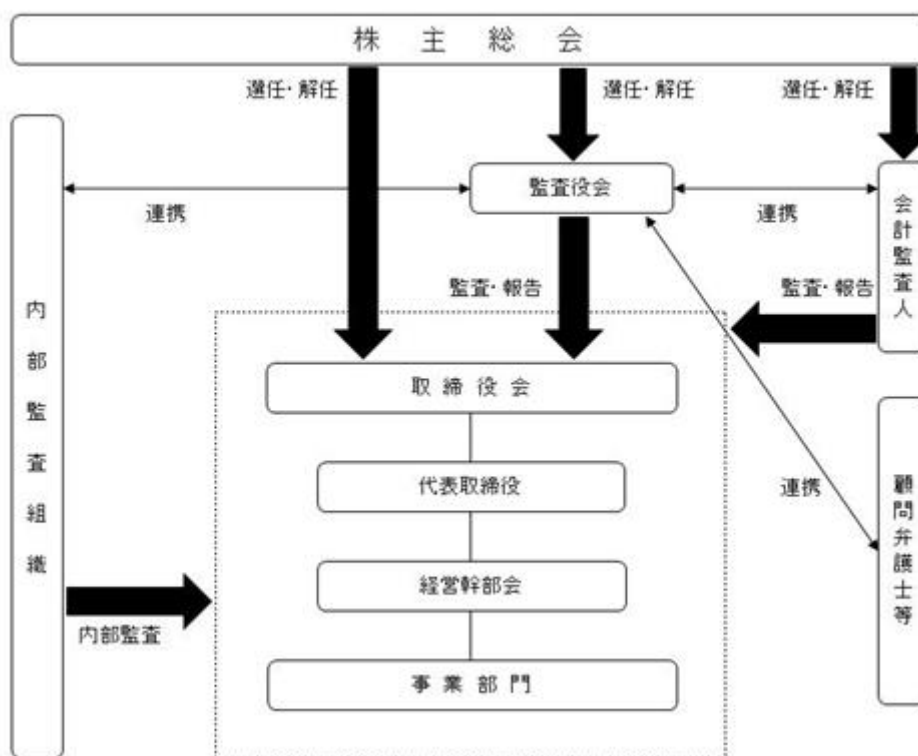 株主総会
選任・解任
選任・解任
選任・解任
監査役会
連携
連携
会計監査人
監査・報告
監査・報告
内部監査組織
取締役会
代表取締役
連携
顧問弁護士等
経営幹部会
内部監査
事業部門